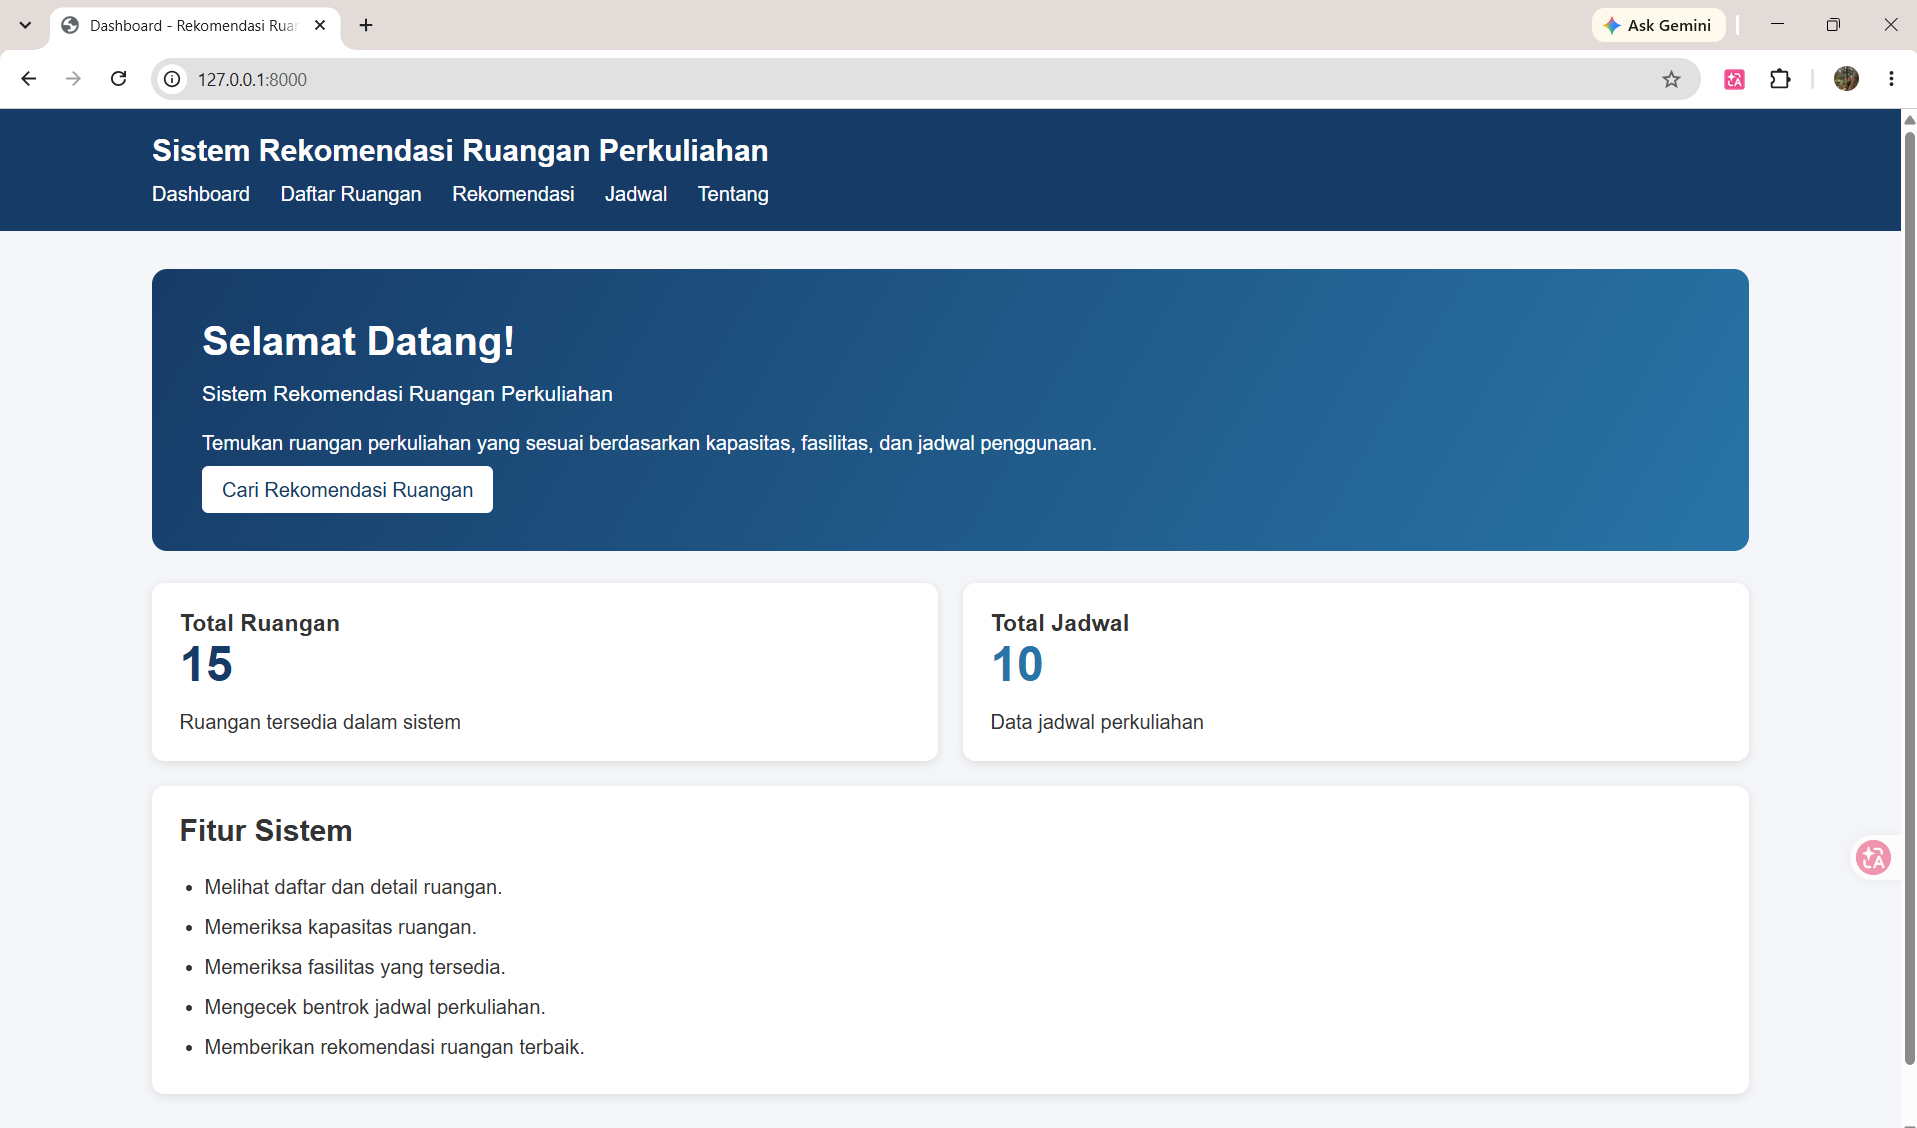 Dashboard - Rekomendasi Ruan
Ask Gemini
127.0.0.1:8000
Sistem Rekomendasi Ruangan Perkuliahan
Dashboard Daftar Ruangan Rekomendasi Jadwal Tentang
Selamat Datang!
Sistem Rekomendasi Ruangan Perkuliahan
Temukan ruangan perkuliahan yang sesuai berdasarkan kapasitas, fasilitas, dan jadwal penggunaan.
Cari Rekomendasi Ruangan
Total Ruangan
15
Ruangan tersedia dalam sistem
Total Jadwal
10
Data jadwal perkuliahan
Fitur Sistem
• Melihat daftar dan detail ruangan.
• Memeriksa kapasitas ruangan.
• Memeriksa fasilitas yang tersedia.
• Mengecek bentrok jadwal perkuliahan.
• Memberikan rekomendasi ruangan terbaik.